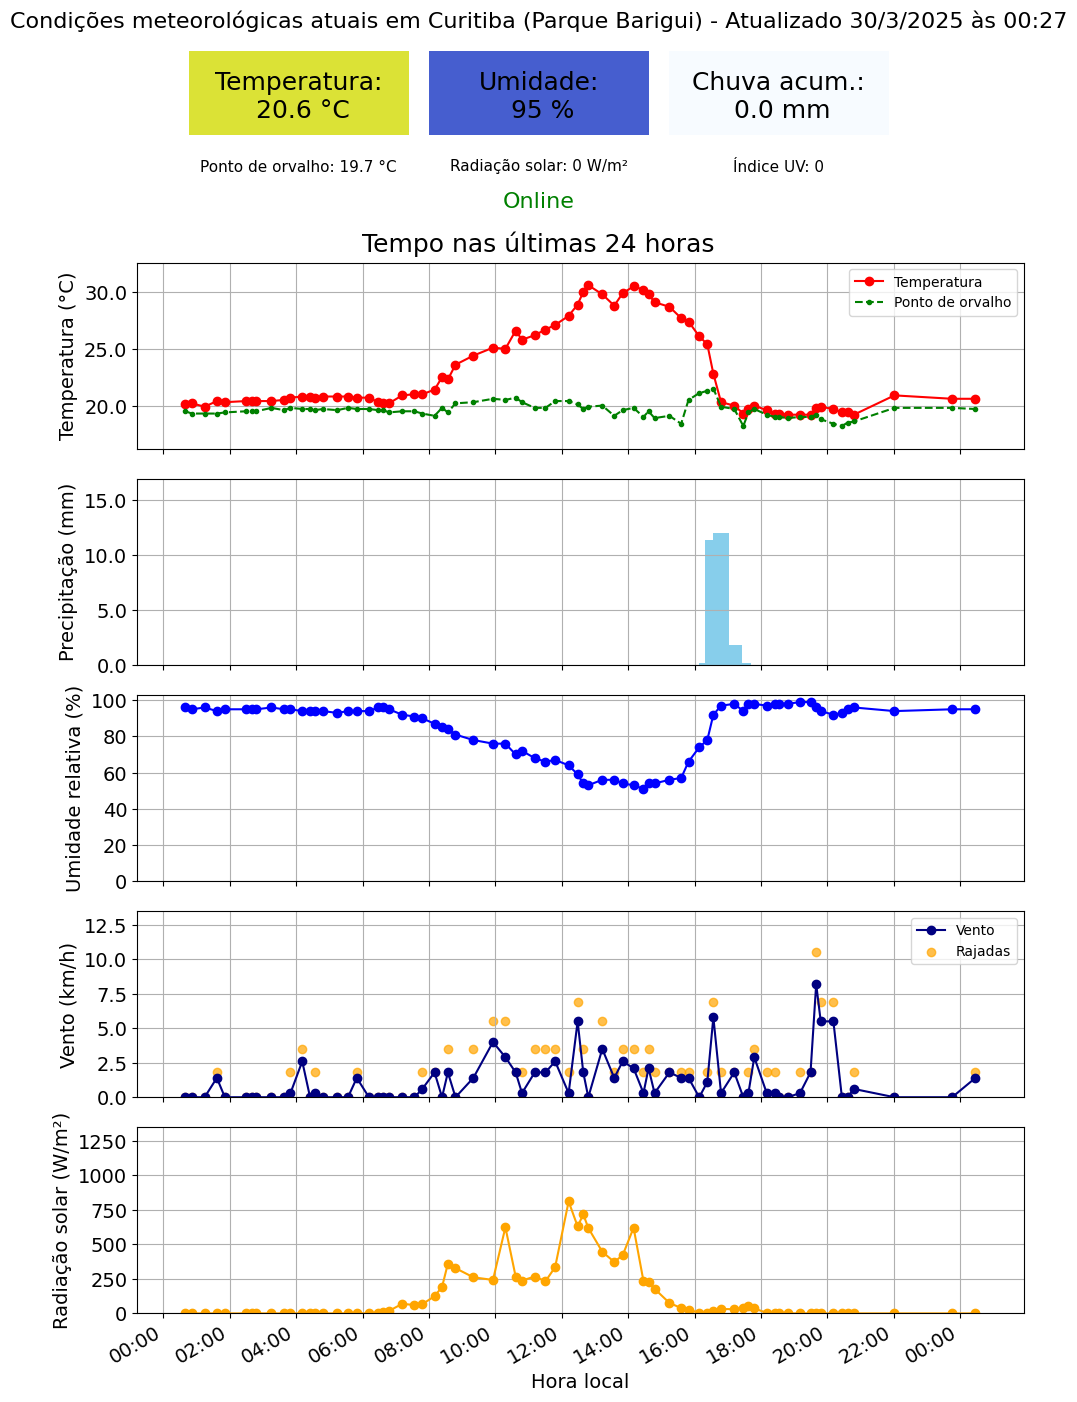 Condições meteorológicas atuais em Curitiba (Parque Barigui) - Atualizado 30/3/2025 às 00:27
Temperatura:
20.6 °C
Umidade:
95 %
Chuva acum.:
0.0 mm
Ponto de orvalho: 19.7 °C
Radiação solar: 0 W/m²
Índice UV: 0
Online
Tempo nas últimas 24 horas
Temperatura (°C)
30.0
25.0
20.0
Temperatura
Ponto de orvalho
Precipitação (mm)
15.0
10.0
5.0
0.0
Umidade relativa (%)
100
80
60
40
20
0
Vento (km/h)
12.5
10.0
7.5
5.0
2.5
0.0
Vento
Rajadas
Radiação solar (W/m²)
1250
1000
750
500
250
0
00:00 02:00 04:00 06:00 08:00 10:00 12:00 14:00 16:00 18:00 20:00 22:00 00:00
Hora local